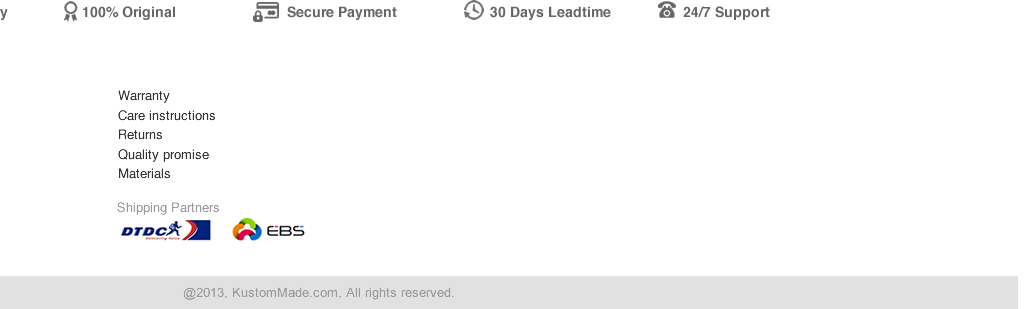 y 100% Original Secure Payment 30 Days Leadtime 24/7 Support
Warranty
Care instructions
Returns
Quality promise
Materials
Shipping Partners
DTDC EBS
Delivering Value
@2013, KustomMade.com, All rights reserved.